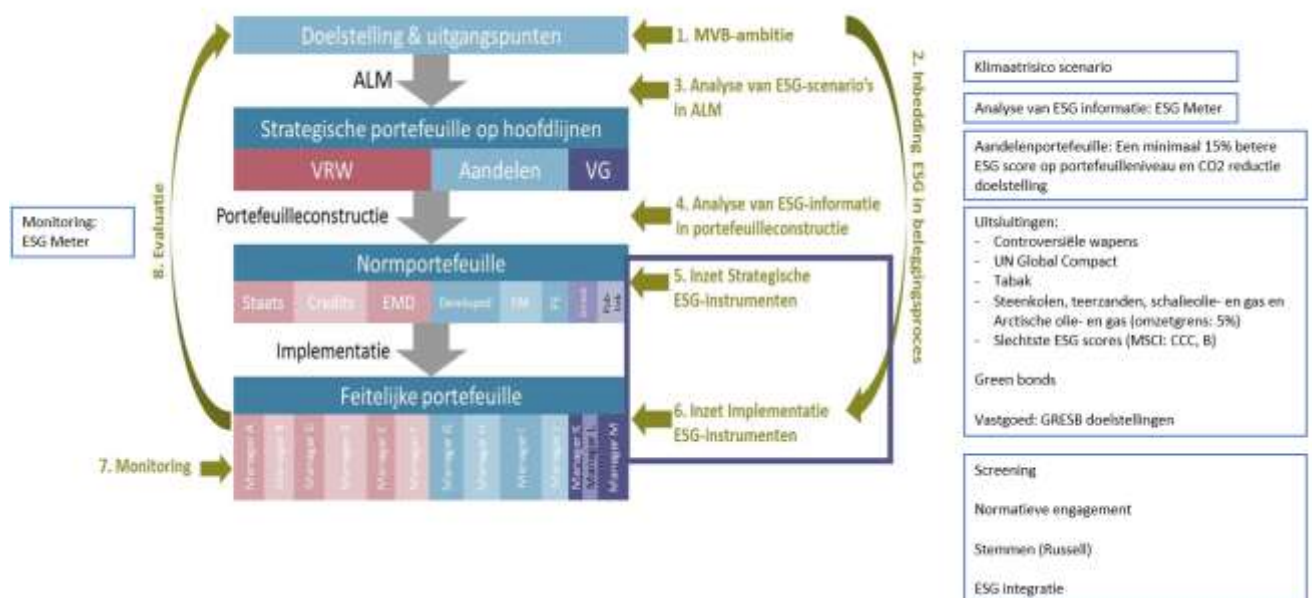 Doelstelling & uitgangspunten
1. MVB-ambitie
ALM
3. Analyse van ESG-scenario's
in ALM
Strategische portefeuille op hoofdlijnen
VRW
Aandelen
VG
Portefeuilleconstructie
4. Analyse van ESG-informatie
in portefeuilleconstructie
Normportefeuille
Staats
Credits
EMD
Developed
EM
5. Inzet Strategische
ESG-instrumenten
Implementatie
Feitelijke portefeuille
6. Inzet Implementatie
ESG-instrumenten
Manager A
Manager K
Manager M
7. Monitoring
8. Evaluatie
2. Inbedding ESG in beleggingsproces
Monitoring:
ESG Meter
Klimaatrisico scenario
Analyse van ESG informatie: ESG Meter
Aandelenportefeuille: Een minimaal 15% betere
ESG score op portefeuilleniveau en CO2 reductie
doelstelling
Uitsluitingen:
- Controversiële wapens
- UN Global Compact
- Tabak
- Steenkolen, teerzanden, schalieolie- en gas en
Arctische olie- en gas (omzetgrens: 5%)
- Slechtste ESG scores (MSCI: CCC, B)
Green bonds
Vastgoed: GRESB doelstellingen
Screening
Normatieve engagement
Stemmen (Russell)
ESG integratie